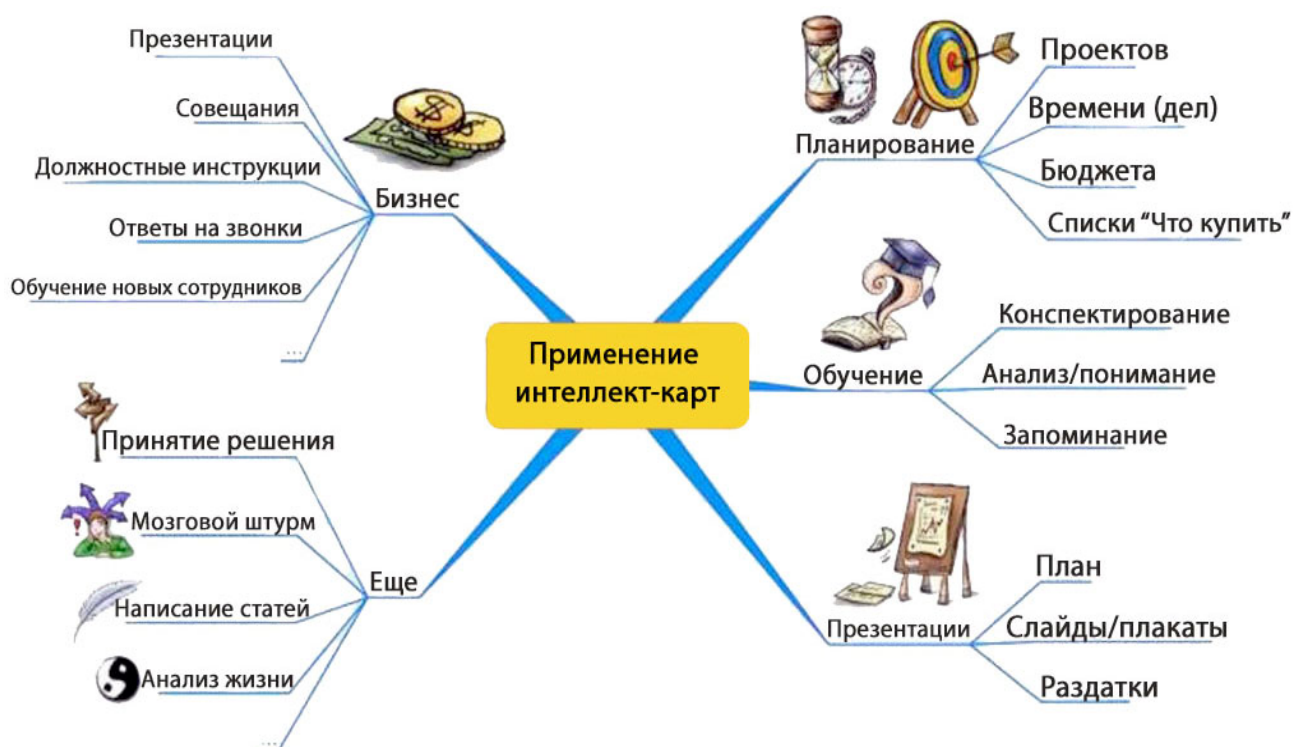 Применение
интеллект-карт
Планирование
Проектов
Времени (дел)
Бюджета
Списки “Что купить”
Обучение
Конспектирование
Анализ/понимание
Запоминание
Презентации
План
Слайды/плакаты
Раздатки
Бизнес
Презентации
Совещания
Должностные инструкции
Ответы на звонки
Обучение новых сотрудников
...
Еще
Принятие решения
Мозговой штурм
Написание статей
Анализ жизни
...